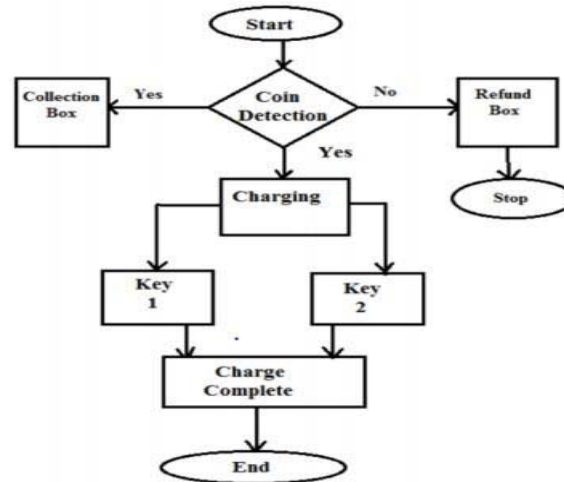 Start
Coin
Detection
Yes
Collection
Box
No
Refund
Box
Stop
Yes
Charging
Key
1
Key
2
Charge
Complete
End